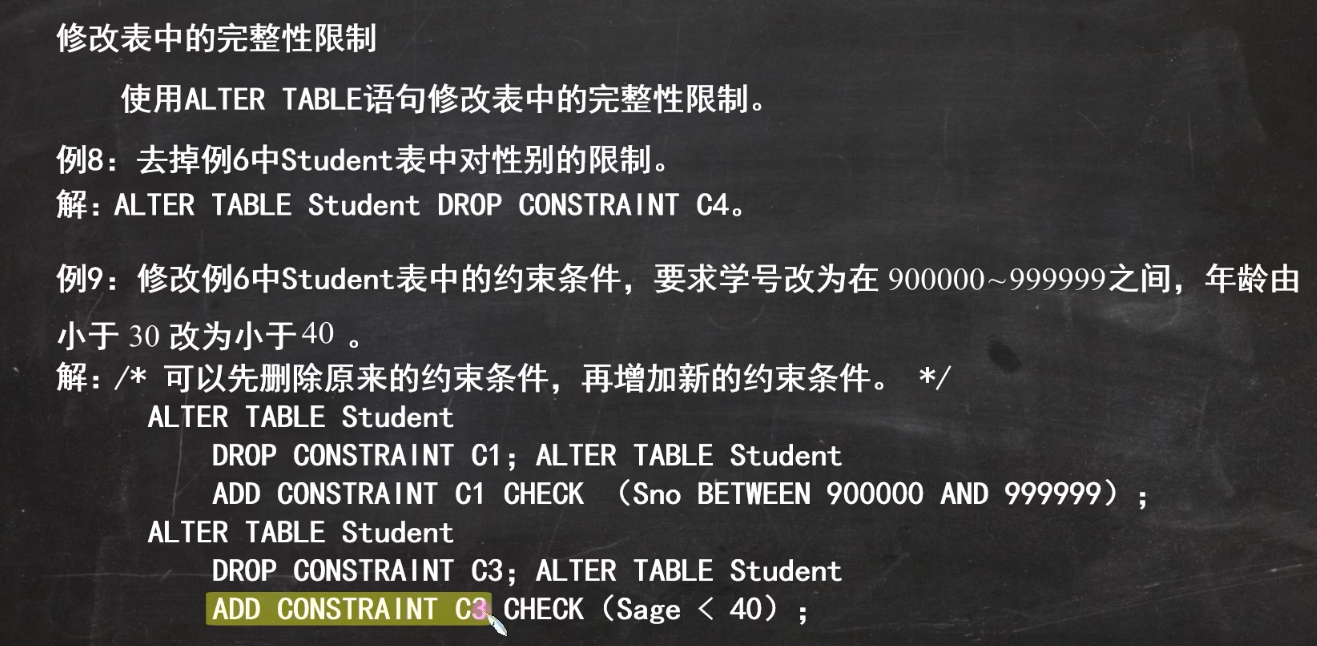 修改表中的完整性限制
使用ALTER TABLE语句修改表中的完整性限制。
例8：去掉例6中Student表中对性别的限制。
解：ALTER TABLE Student DROP CONSTRAINT C4。
例9：修改例6中Student表中的约束条件，要求学号改为在 900000~999999之间，年龄由
小于 30 改为小于40 。
解：/* 可以先删除原来的约束条件，再增加新的约束条件。 */
ALTER TABLE Student
DROP CONSTRAINT C1；ALTER TABLE Student
ADD CONSTRAINT C1 CHECK （Sno BETWEEN 900000 AND 999999）；
ALTER TABLE Student
DROP CONSTRAINT C3；ALTER TABLE Student
ADD CONSTRAINT C3 CHECK（Sage < 40）；